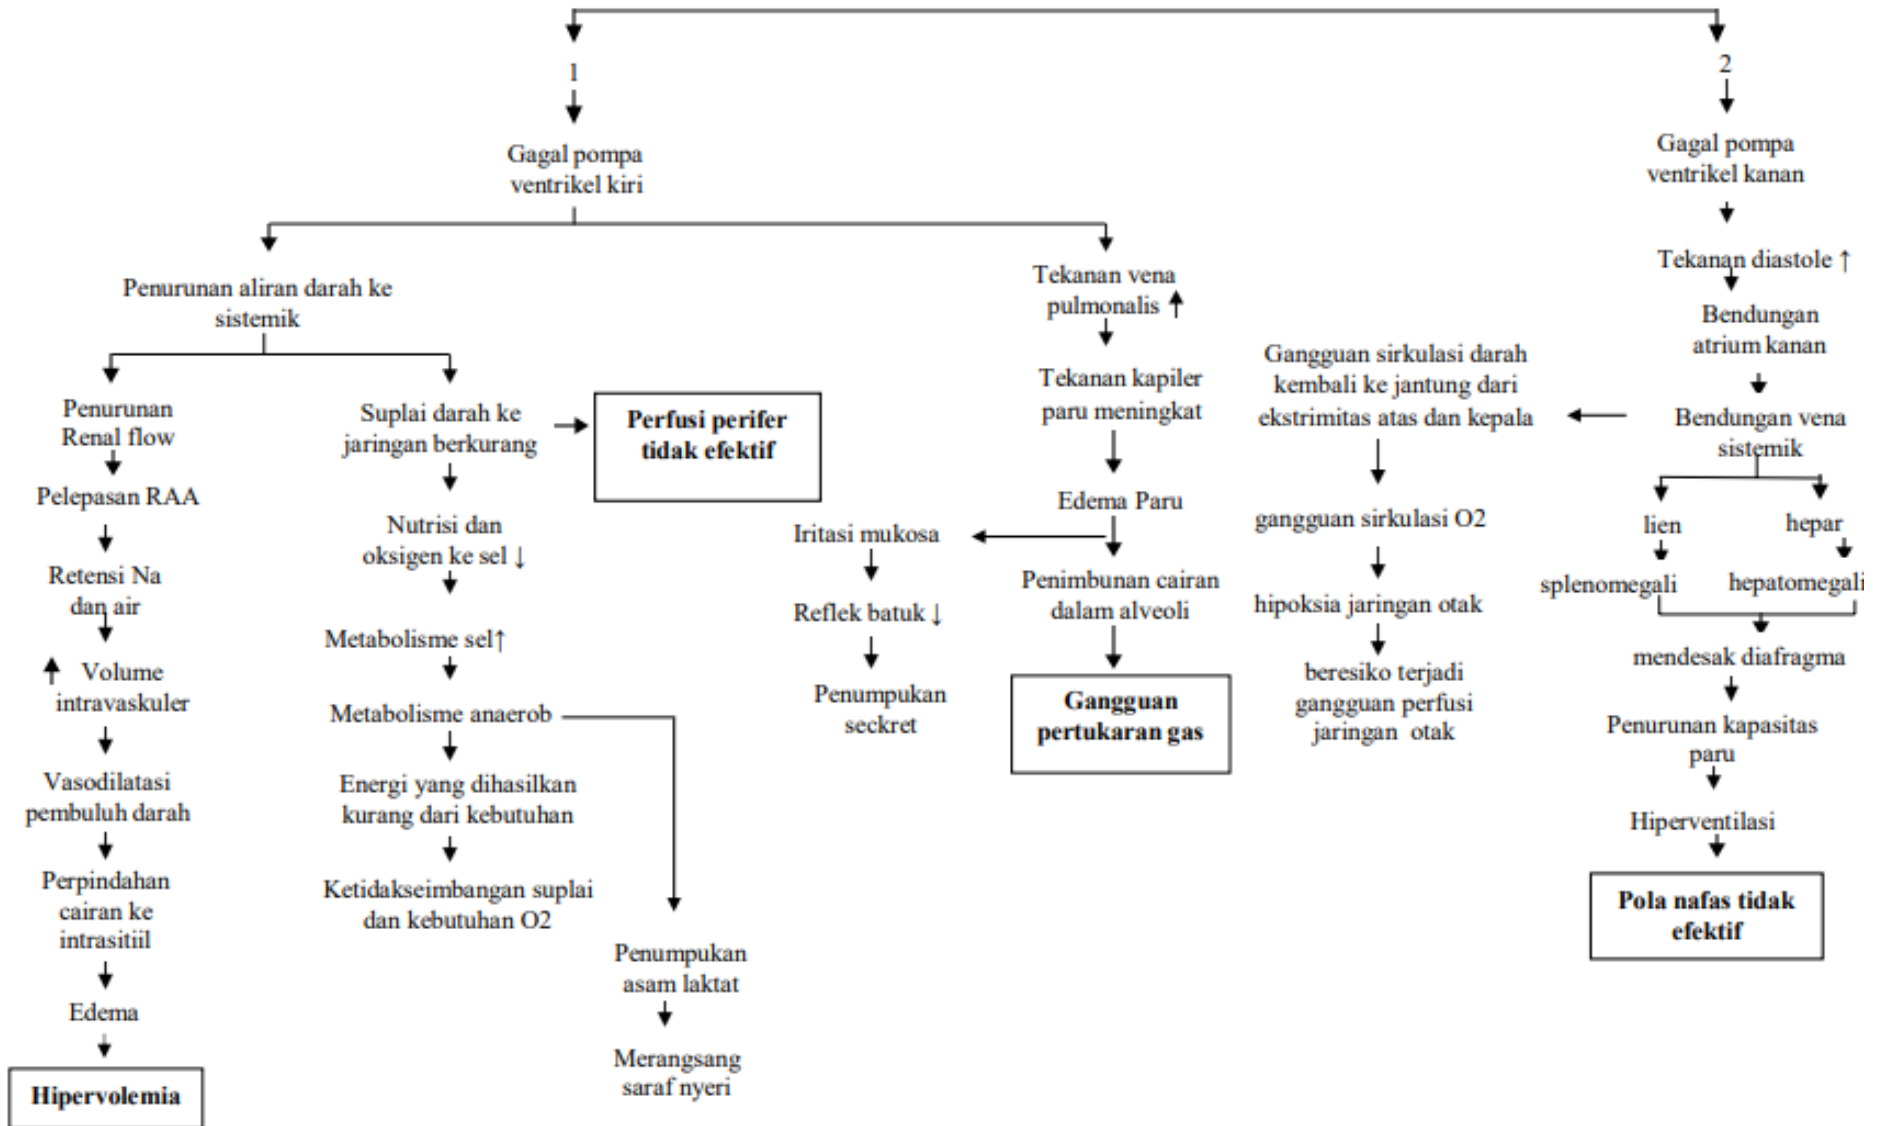 1
Gagal pompa
ventrikel kiri
Penurunan aliran darah ke
sistemik
Penurunan
Renal flow
Pelepasan RAA
Retensi Na
dan air
↑ Volume
intravaskuler
Vasodilatasi
pembuluh darah
Perpindahan
cairan ke
intrasitiil
Edema
Hipervolemia
Suplai darah ke
jaringan berkurang
Perfusi perifer
tidak efektif
Nutrisi dan
oksigen ke sel ↓
Metabolisme sel↑
Metabolisme anaerob
Energi yang dihasilkan
kurang dari kebutuhan
Ketidakseimbangan suplai
dan kebutuhan O2
Penumpukan
asam laktat
Merangsang
saraf nyeri
Tekanan vena
pulmonalis ↑
Tekanan kapiler
paru meningkat
Edema Paru
Iritasi mukosa
Reflek batuk ↓
Penumpukan
seckret
Penimbunan cairan
dalam alveoli
Gangguan
pertukaran gas
2
Gagal pompa
ventrikel kanan
Tekanan diastole ↑
Bendungan
atrium kanan
Bendungan vena
sistemik
Gangguan sirkulasi darah
kembali ke jantung dari
ekstrimitas atas dan kepala
gangguan sirkulasi O2
hipoksia jaringan otak
beresiko terjadi
gangguan perfusi
jaringan otak
lien
hepar
splenomegali
hepatomegali
mendesak diafragma
Penurunan kapasitas
paru
Hiperventilasi
Pola nafas tidak
efektif